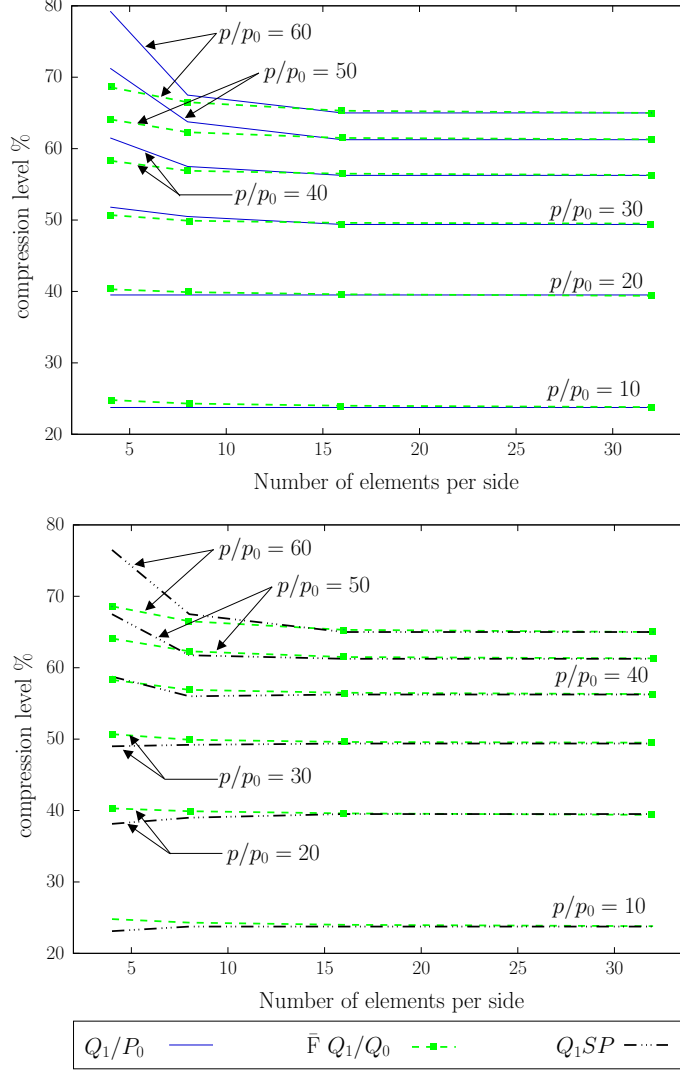 80
70
60
50
40
30
20
5
10
15
20
25
30
compression level %
Number of elements per side
p/p₀ = 60
p/p₀ = 50
p/p₀ = 40
p/p₀ = 30
p/p₀ = 20
p/p₀ = 10
80
70
60
50
40
30
20
5
10
15
20
25
30
compression level %
Number of elements per side
p/p₀ = 60
p/p₀ = 50
p/p₀ = 40
p/p₀ = 30
p/p₀ = 20
p/p₀ = 10
Q₁/P₀
F̄ Q₁/Q₀
Q₁SP